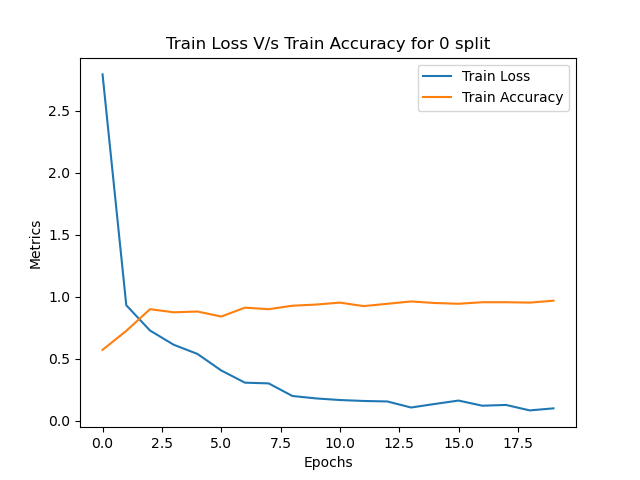 Train Loss V/s Train Accuracy for 0 split
Train Loss
Train Accuracy
Metrics
2.5
2.0
1.5
1.0
0.5
0.0
0.0 2.5 5.0 7.5 10.0 12.5 15.0 17.5
Epochs